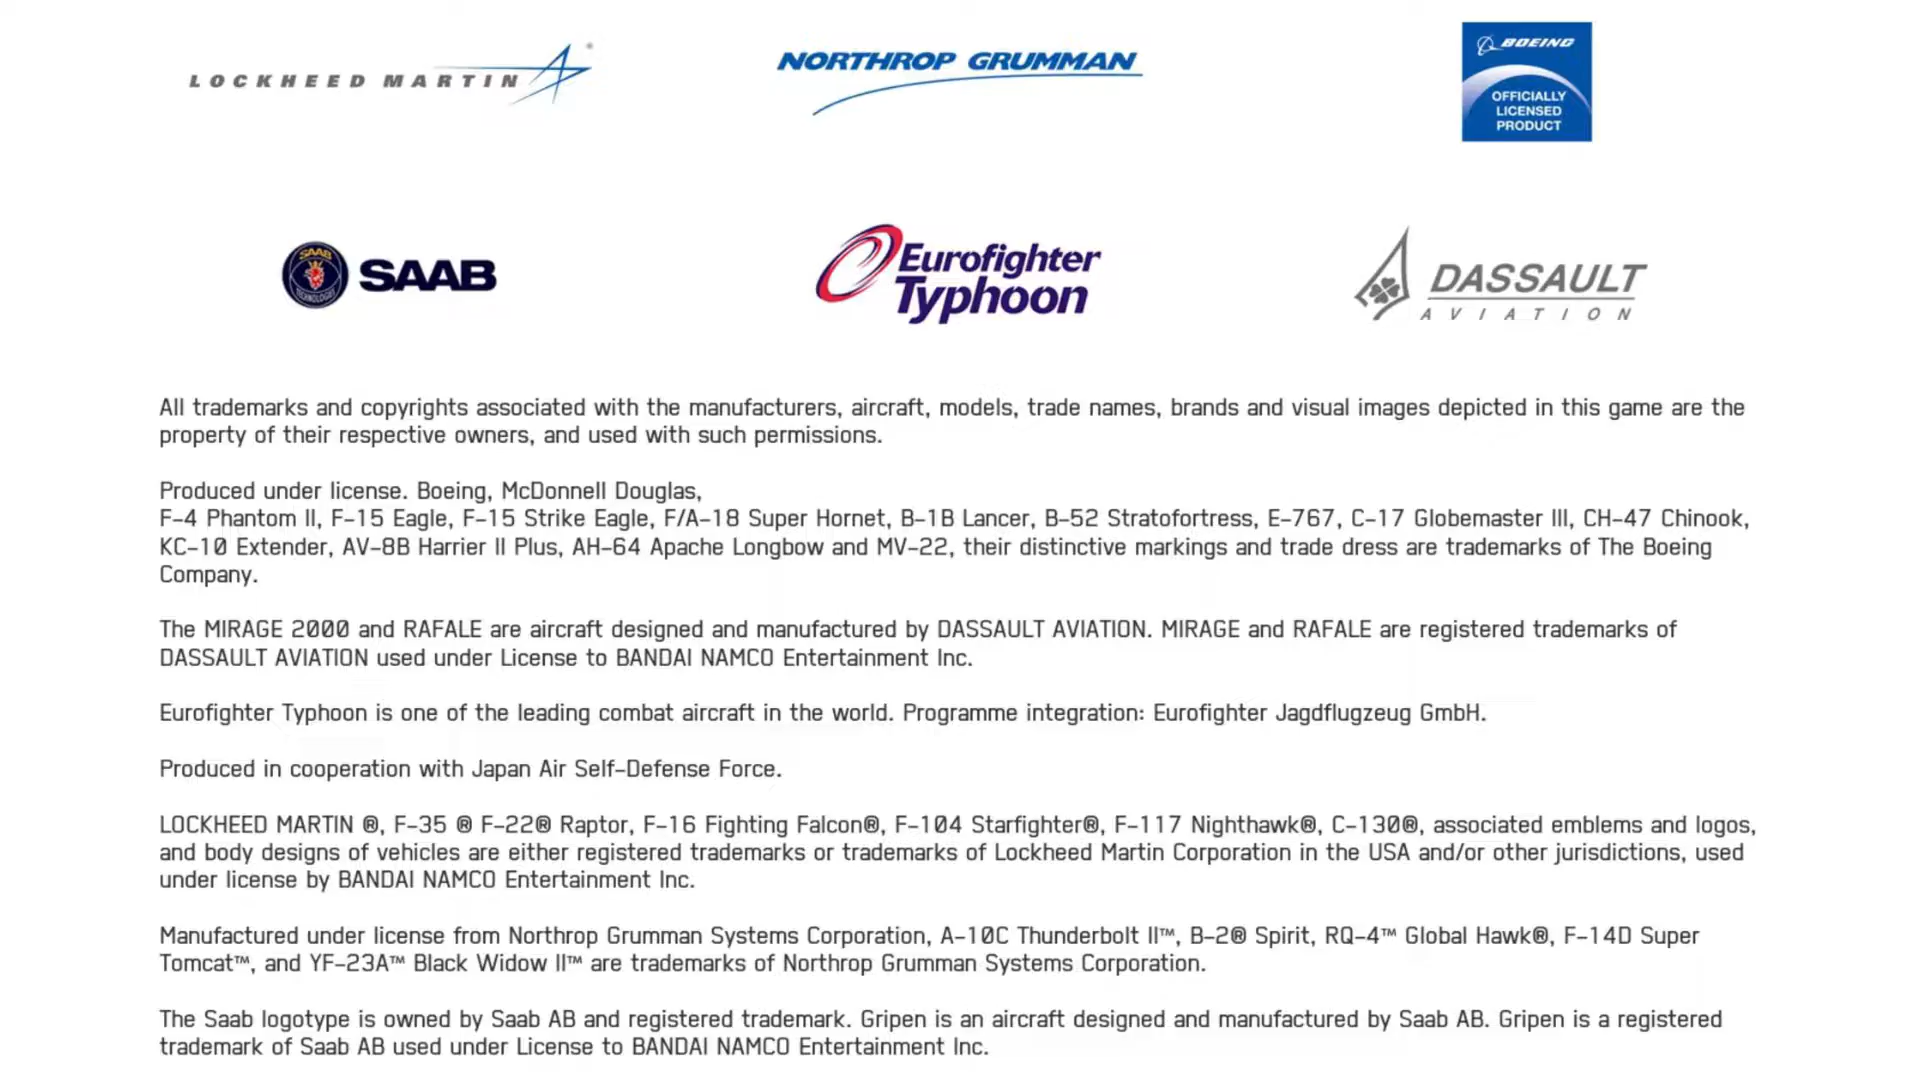 LOCKHEED MARTIN ®
NORTHROP GRUMMAN
BOEING
OFFICIALLY
LICENSED
PRODUCT
SAAB
TECHNOLOGIES
SAAB
Eurofighter
Typhoon
DASSAULT
AVIATION
All trademarks and copyrights associated with the manufacturers, aircraft, models, trade names, brands and visual images depicted in this game are the
property of their respective owners, and used with such permissions.
Produced under license. Boeing, McDonnell Douglas,
F-4 Phantom II, F-15 Eagle, F-15 Strike Eagle, F/A-18 Super Hornet, B-1B Lancer, B-52 Stratofortress, E-767, C-17 Globemaster III, CH-47 Chinook,
KC-10 Extender, AV-8B Harrier II Plus, AH-64 Apache Longbow and MV-22, their distinctive markings and trade dress are trademarks of The Boeing
Company.
The MIRAGE 2000 and RAFALE are aircraft designed and manufactured by DASSAULT AVIATION. MIRAGE and RAFALE are registered trademarks of
DASSAULT AVIATION used under License to BANDAI NAMCO Entertainment Inc.
Eurofighter Typhoon is one of the leading combat aircraft in the world. Programme integration: Eurofighter Jagdflugzeug GmbH.
Produced in cooperation with Japan Air Self-Defense Force.
LOCKHEED MARTIN ®, F-35 ® F-22® Raptor, F-16 Fighting Falcon®, F-104 Starfighter®, F-117 Nighthawk®, C-130®, associated emblems and logos,
and body designs of vehicles are either registered trademarks or trademarks of Lockheed Martin Corporation in the USA and/or other jurisdictions, used
under license by BANDAI NAMCO Entertainment Inc.
Manufactured under license from Northrop Grumman Systems Corporation, A-10C Thunderbolt II™, B-2® Spirit, RQ-4™ Global Hawk®, F-14D Super
Tomcat™, and YF-23A™ Black Widow II™ are trademarks of Northrop Grumman Systems Corporation.
The Saab logotype is owned by Saab AB and registered trademark. Gripen is an aircraft designed and manufactured by Saab AB. Gripen is a registered
trademark of Saab AB used under License to BANDAI NAMCO Entertainment Inc.